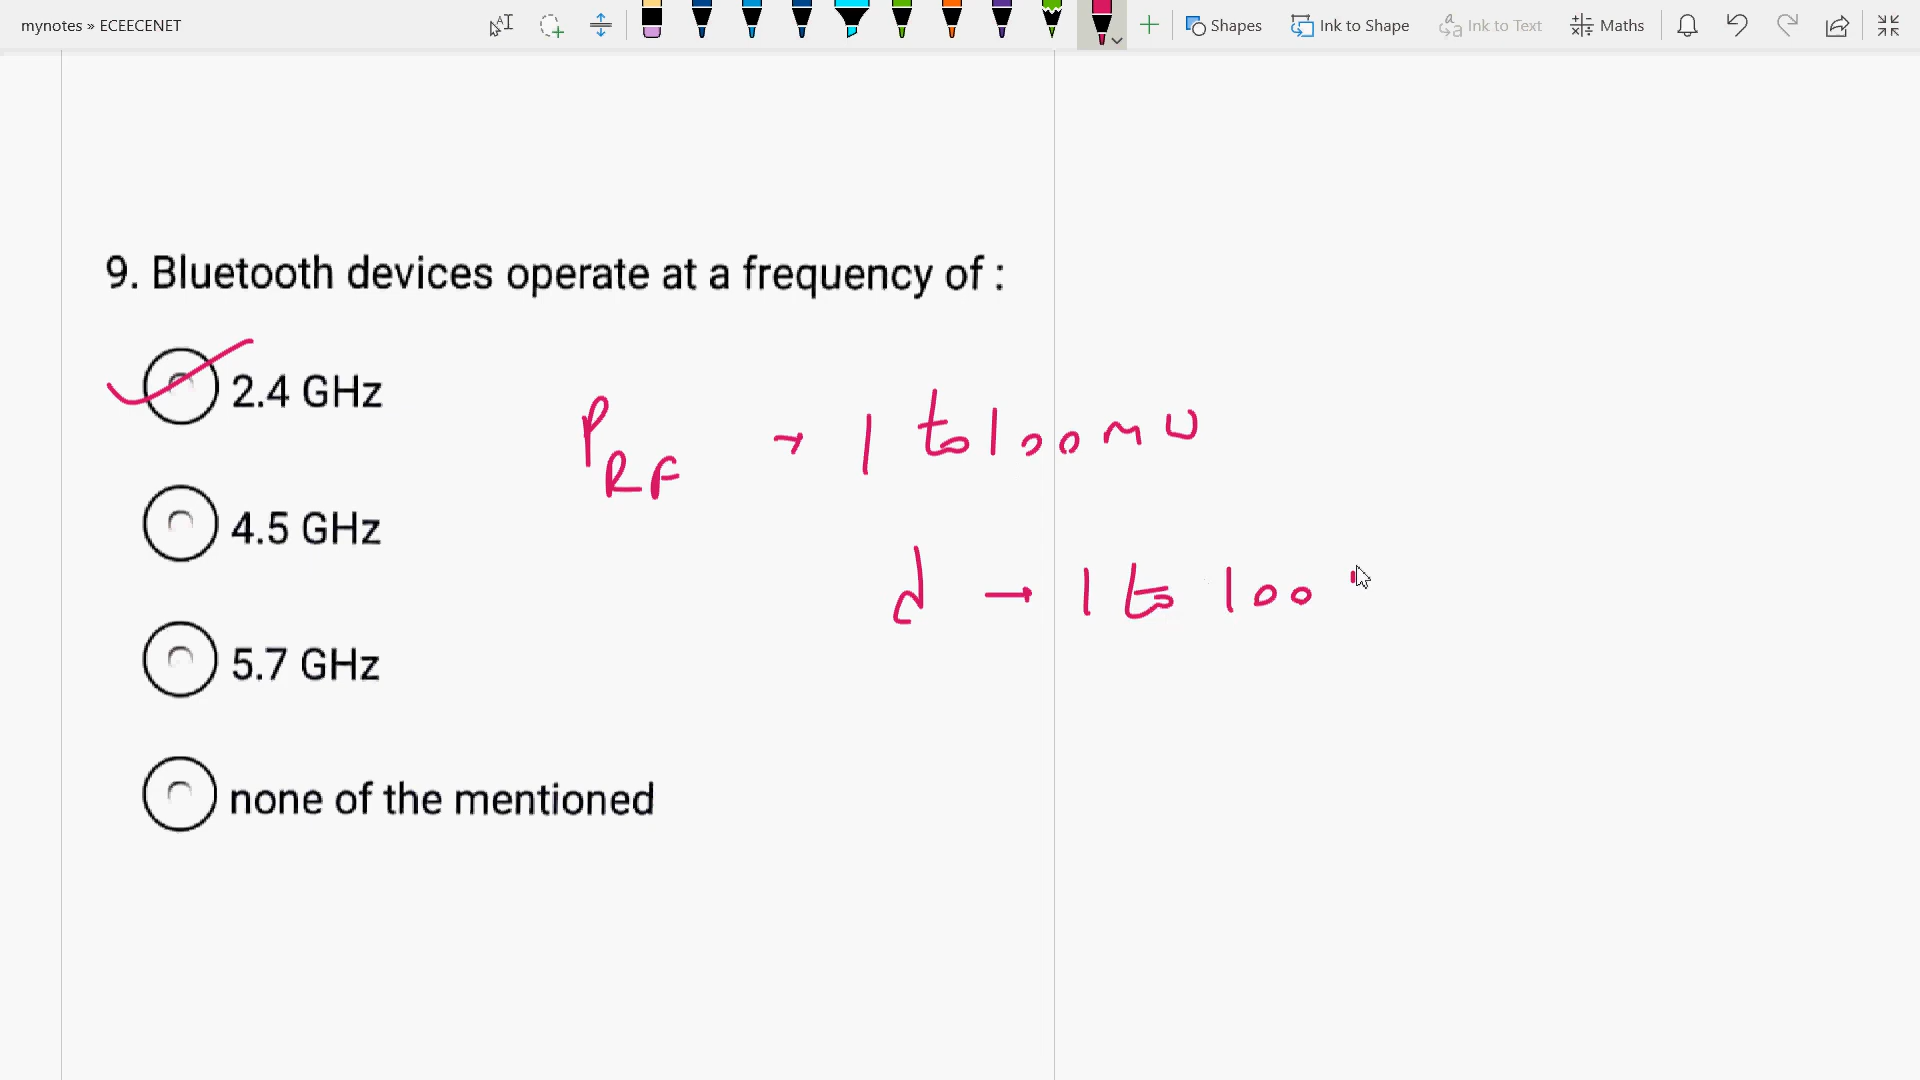 mynotes » ECEECENET
Shapes
Ink to Shape
Ink to Text
Maths
9. Bluetooth devices operate at a frequency of :
2.4 GHz
4.5 GHz
5.7 GHz
none of the mentioned
P RF → 1 to 100 mW
d → 1 to 100